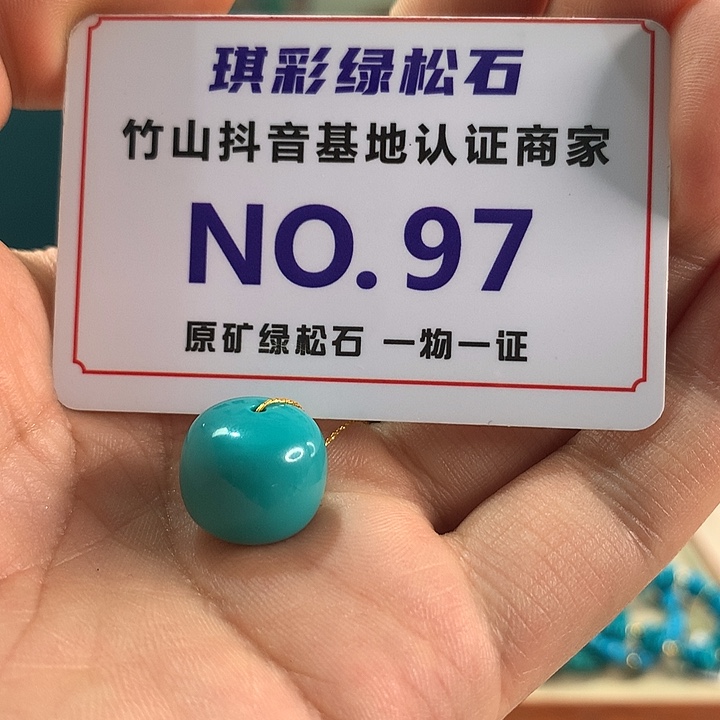 琪彩绿松石
竹山抖音基地认证商家
NO.97
原矿绿松石 一物一证